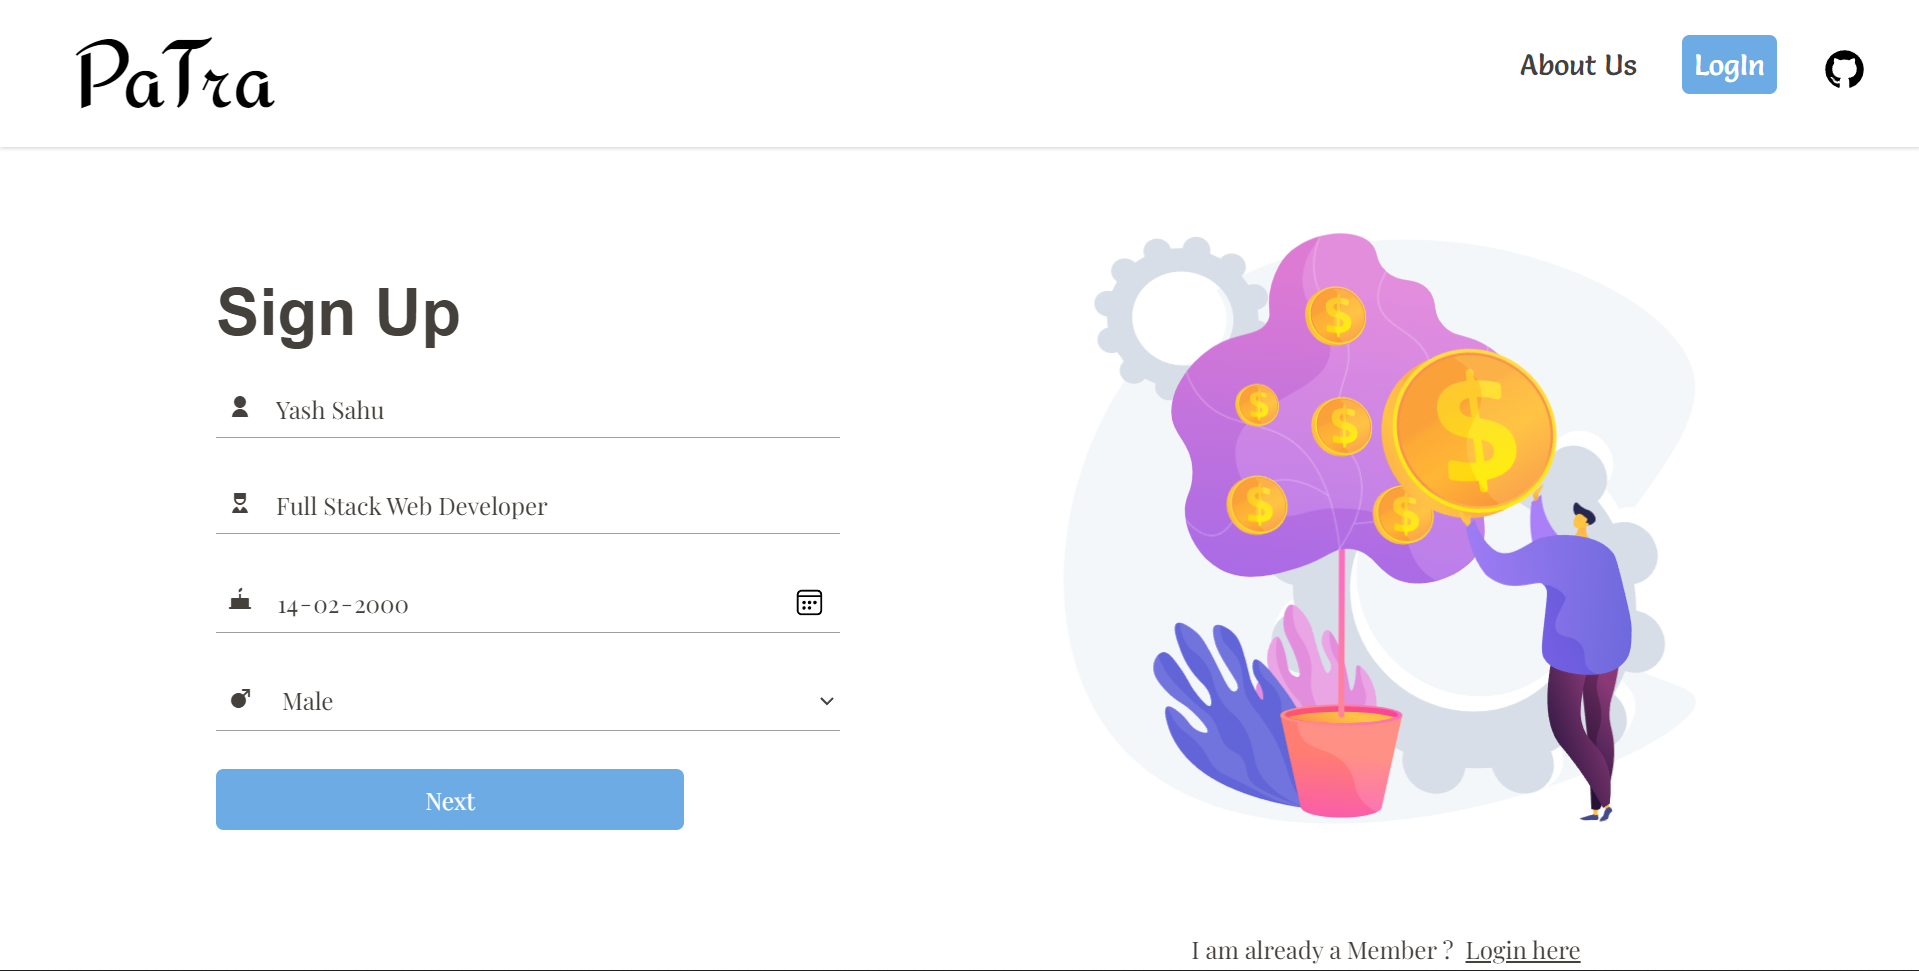 PaTra
About Us
LogIn
Sign Up
Yash Sahu
Full Stack Web Developer
14-02-2000
Male
Next
$
$
$
$
$
$
I am already a Member ? Login here